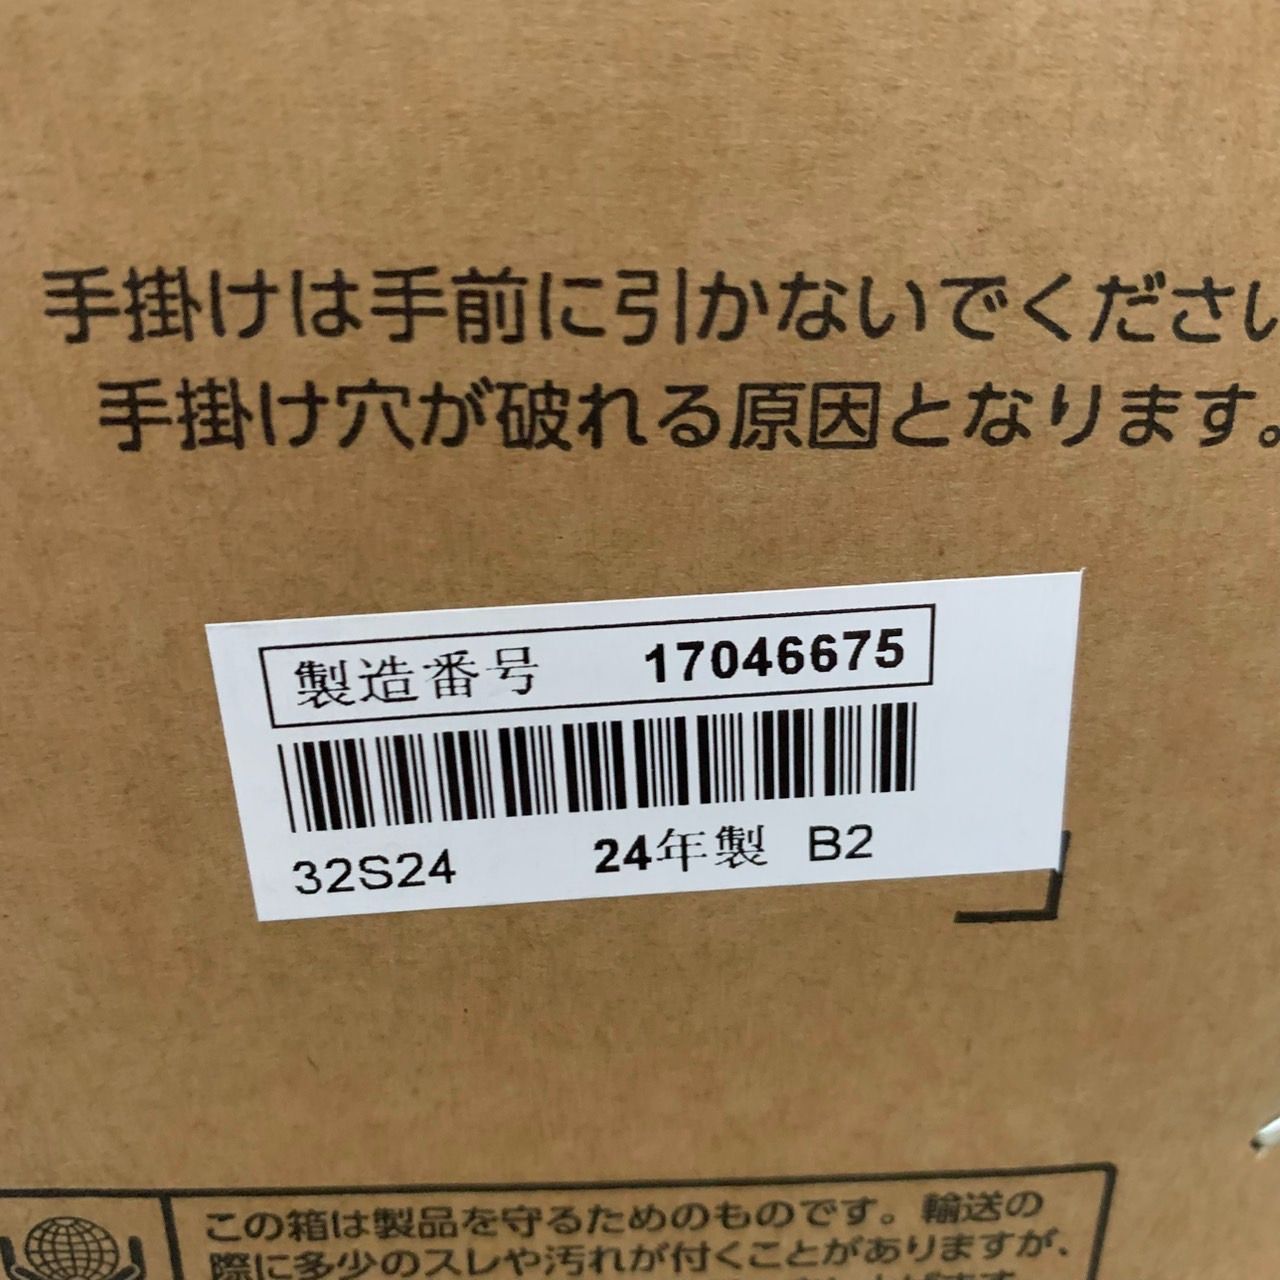 手掛けは手前に引かないでください
手掛け穴が破れる原因となります。
製造番号 17046675
32S24 24年製 B2
この箱は製品を守るためのものです。輸送の
際に多少のスレや汚れが付くことがありますが、